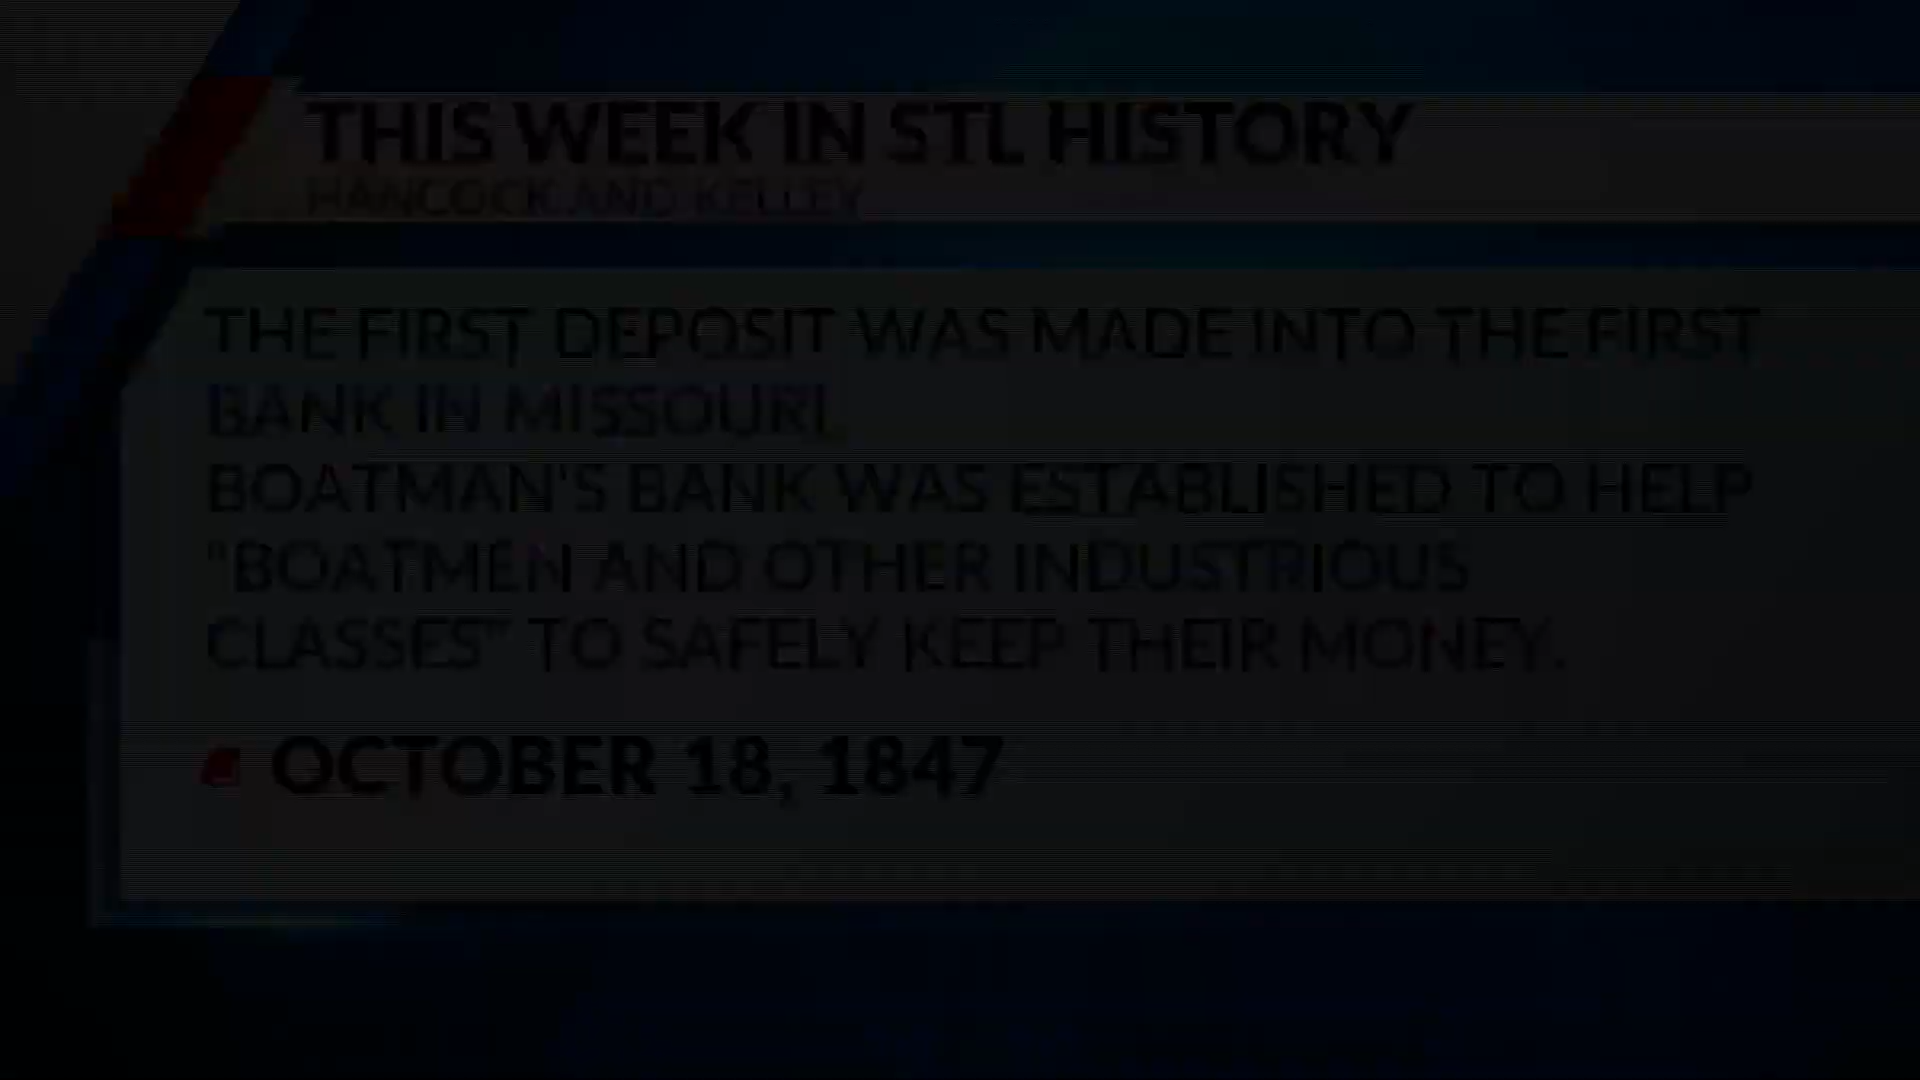 THIS WEEK IN STL HISTORY
HANCOCK AND KELLEY
THE FIRST DEPOSIT WAS MADE INTO THE FIRST
BANK IN MISSOURI.
BOATMAN'S BANK WAS ESTABLISHED TO HELP
"BOATMEN AND OTHER INDUSTRIOUS
CLASSES" TO SAFELY KEEP THEIR MONEY.
OCTOBER 18, 1847